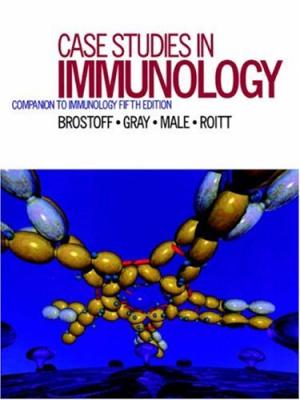 CASE STUDIES IN
IMMUNOLOGY
COMPANION TO IMMUNOLOGY FIFTH EDITION
BROSTOFF • GRAY • MALE • ROITT